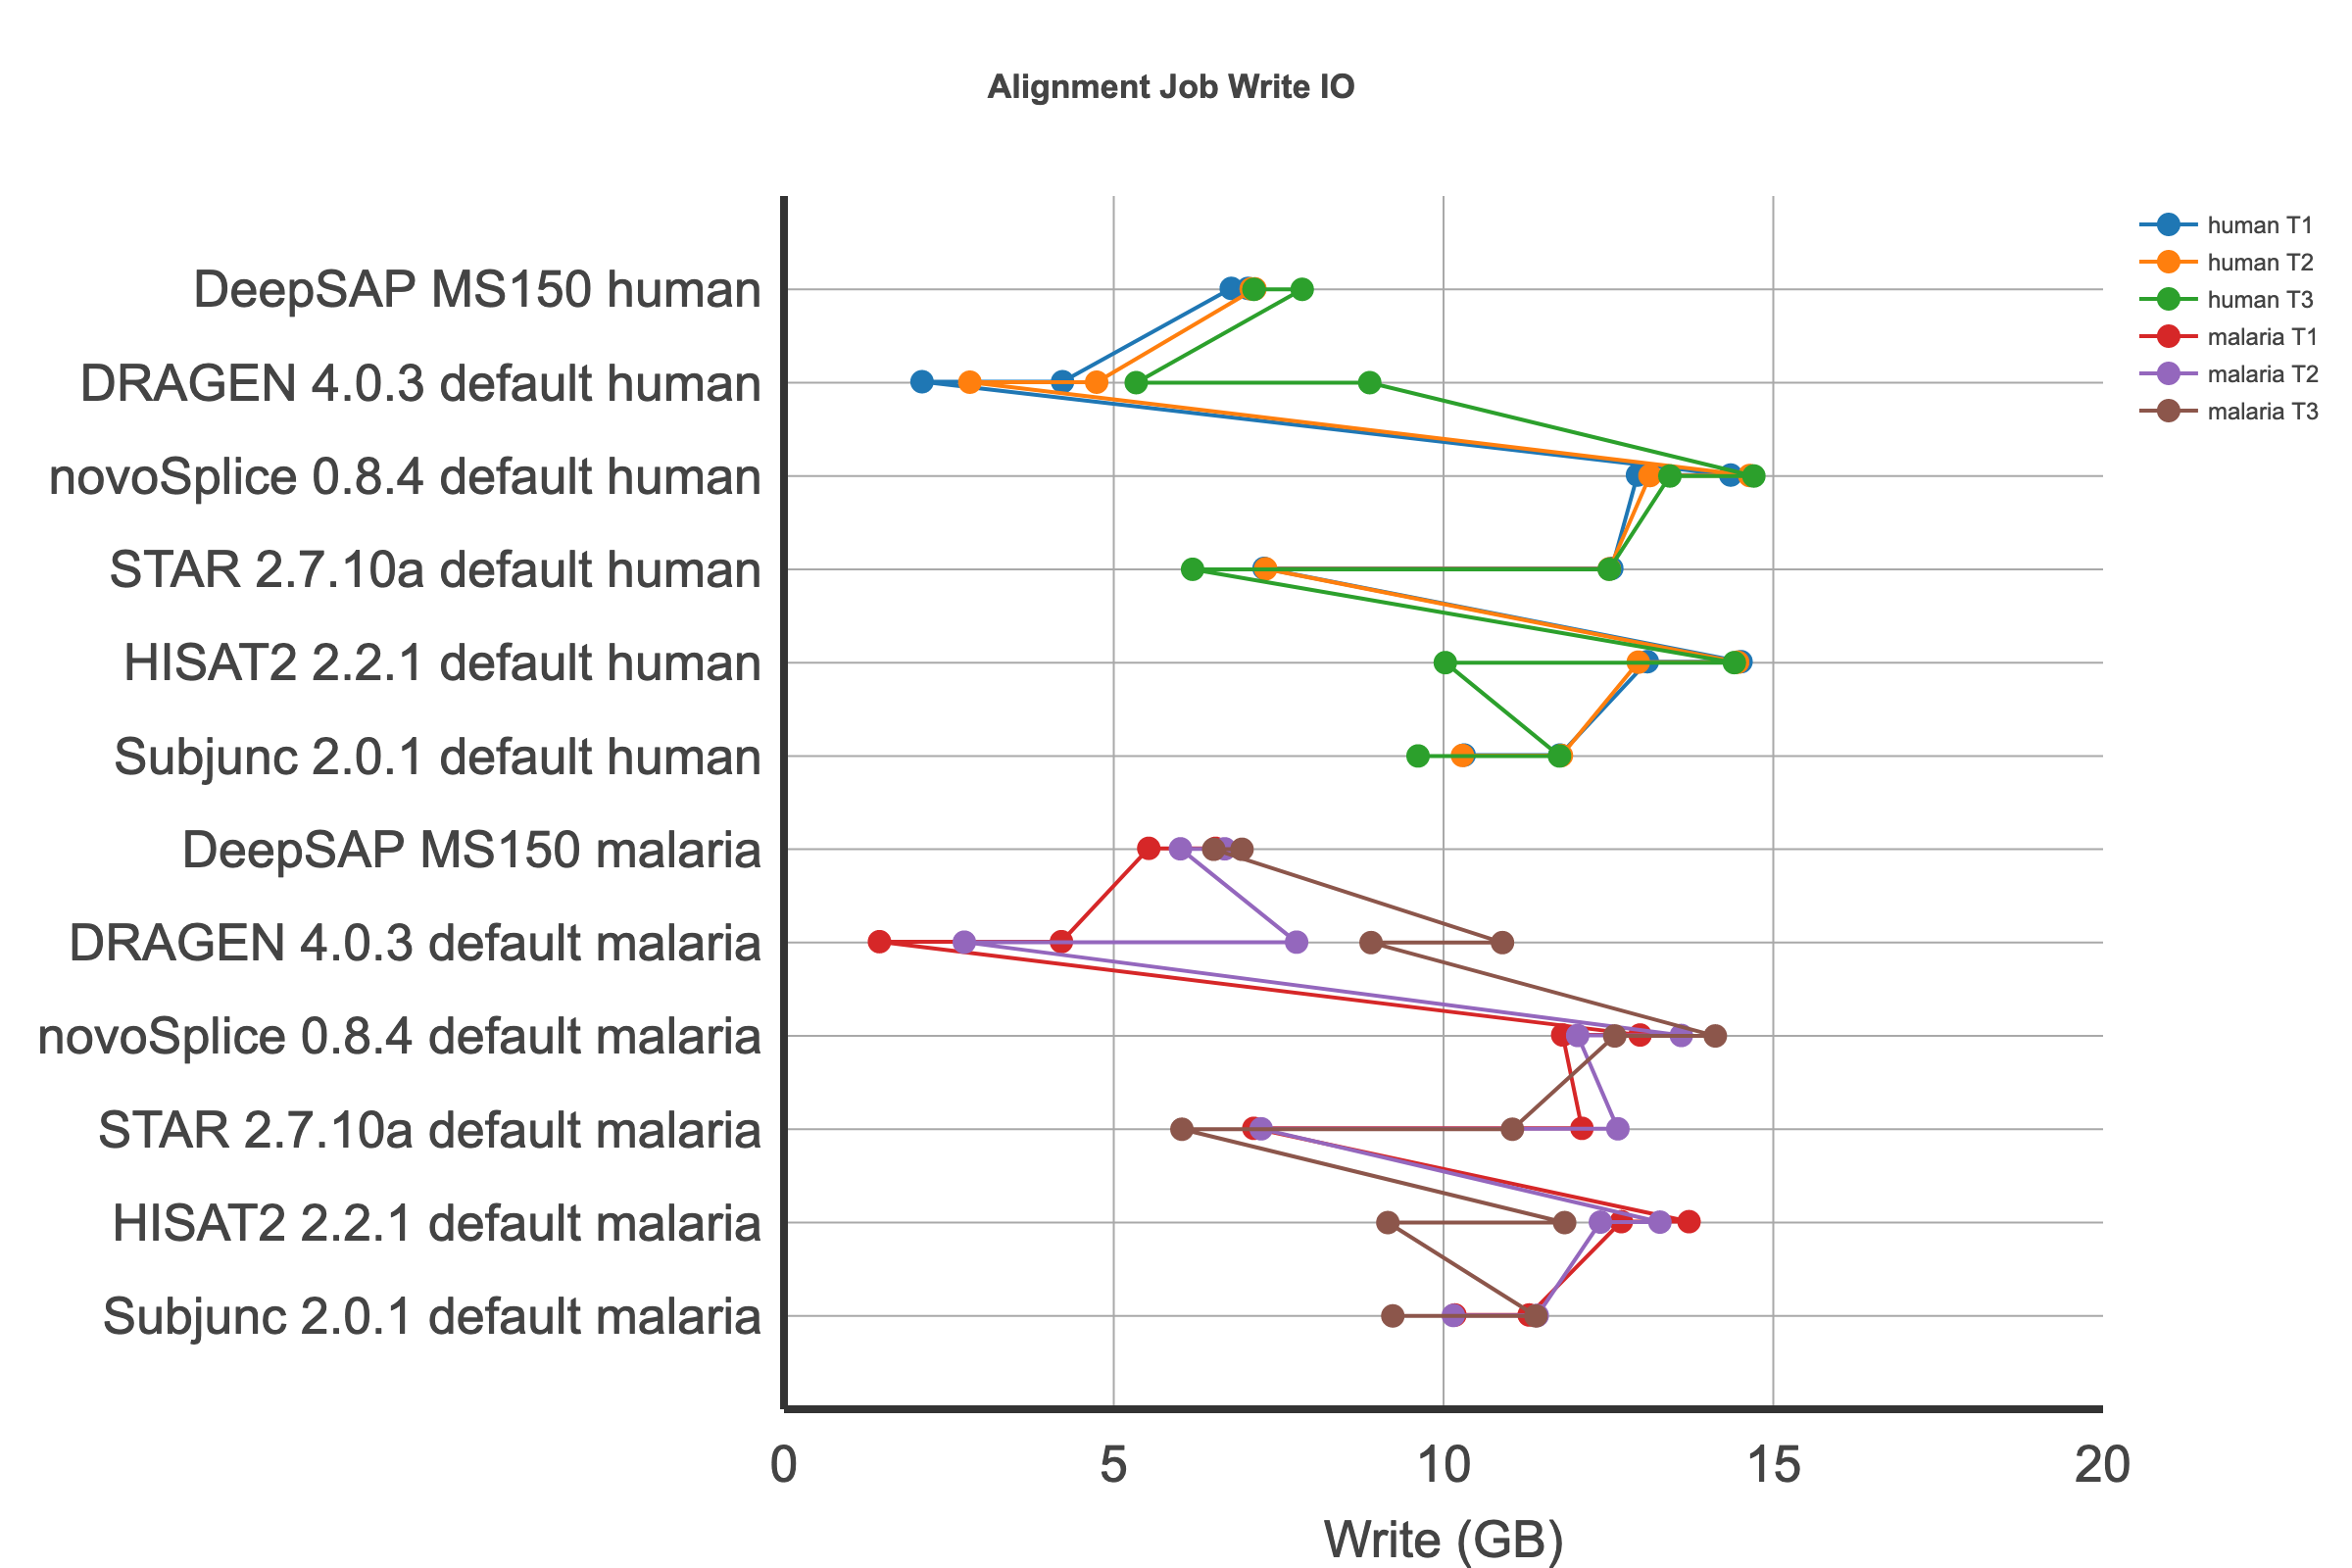 Alignment Job Write IO
human T1
human T2
human T3
malaria T1
malaria T2
malaria T3
DeepSAP MS150 human
DRAGEN 4.0.3 default human
novoSplice 0.8.4 default human
STAR 2.7.10a default human
HISAT2 2.2.1 default human
Subjunc 2.0.1 default human
DeepSAP MS150 malaria
DRAGEN 4.0.3 default malaria
novoSplice 0.8.4 default malaria
STAR 2.7.10a default malaria
HISAT2 2.2.1 default malaria
Subjunc 2.0.1 default malaria
0 5 10 15 20
Write (GB)